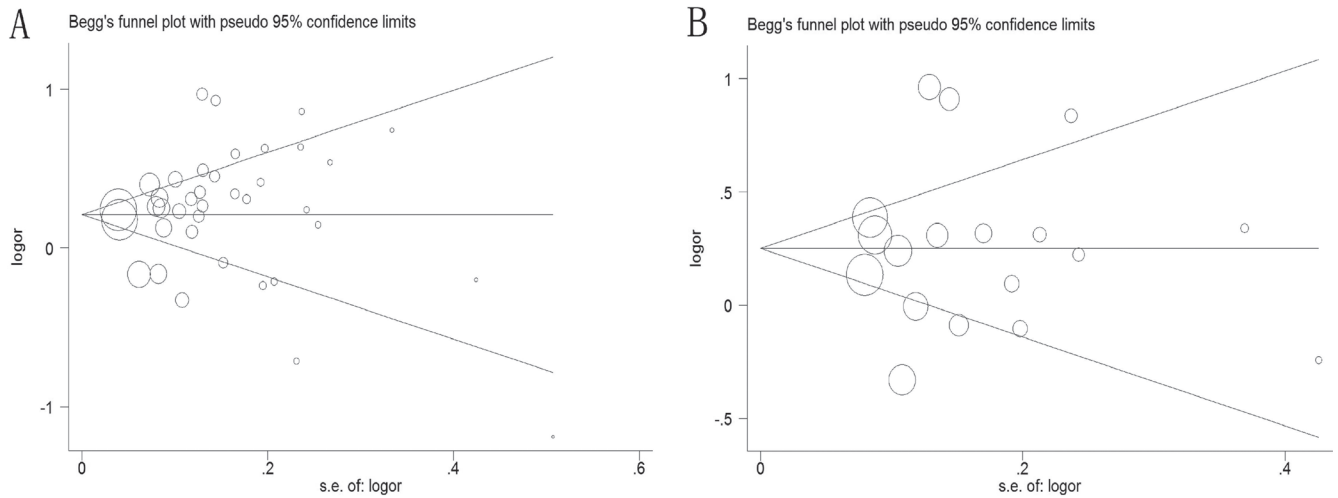 A
Begg's funnel plot with pseudo 95% confidence limits
logor
1
0
-1
0
.2
.4
.6
s.e. of: logor
B
Begg's funnel plot with pseudo 95% confidence limits
logor
1
.5
0
-.5
0
.2
.4
s.e. of: logor